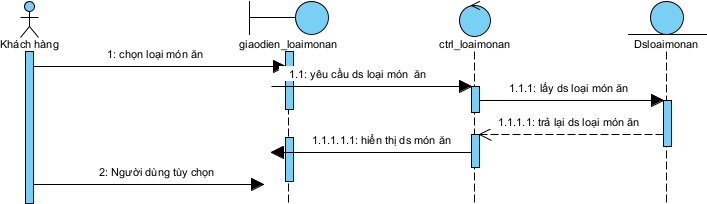 Khách hàng
giaodien_loaimonan
ctrl_loaimonan
Dsloaimonan
1: chọn loại món ăn
1.1: yêu cầu ds loại món ăn
1.1.1: lấy ds loại món ăn
1.1.1.1: trả lại ds loại món ăn
1.1.1.1.1: hiển thị ds món ăn
2: Người dùng tùy chọn